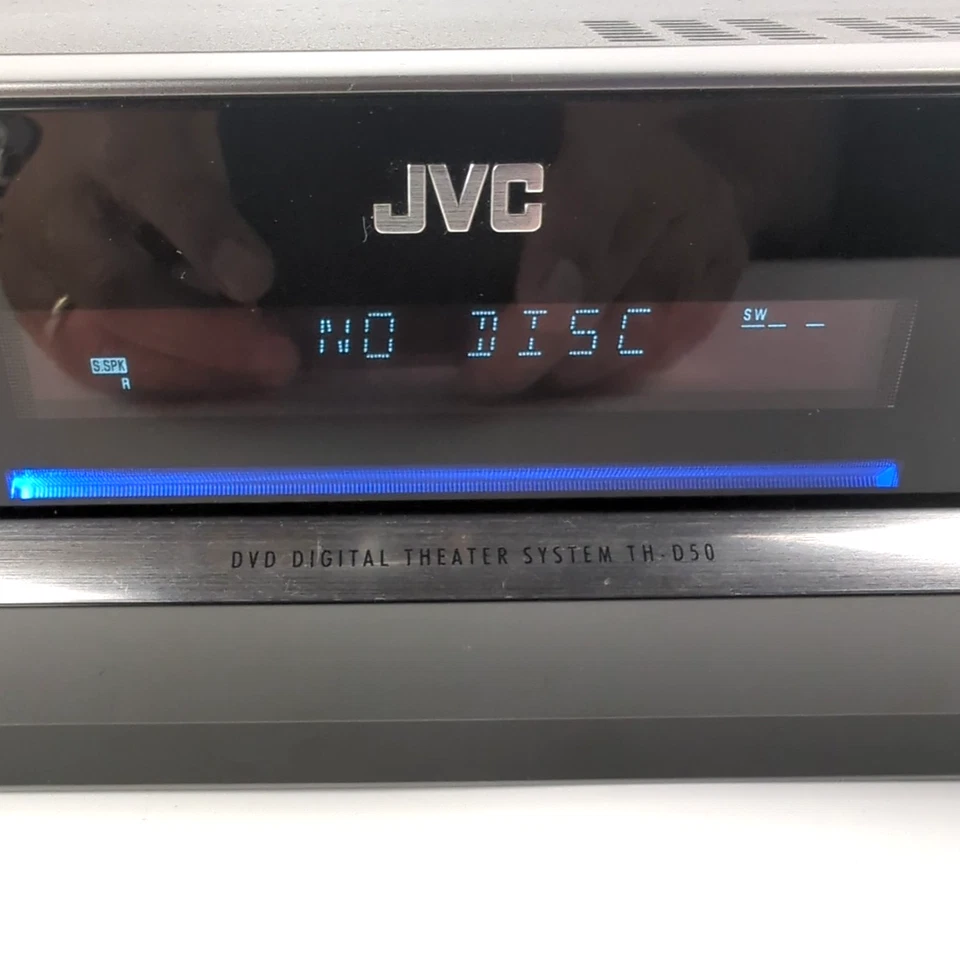 JVC
NO DISC
SW
S.SPK
R
DVD DIGITAL THEATER SYSTEM TH-D50